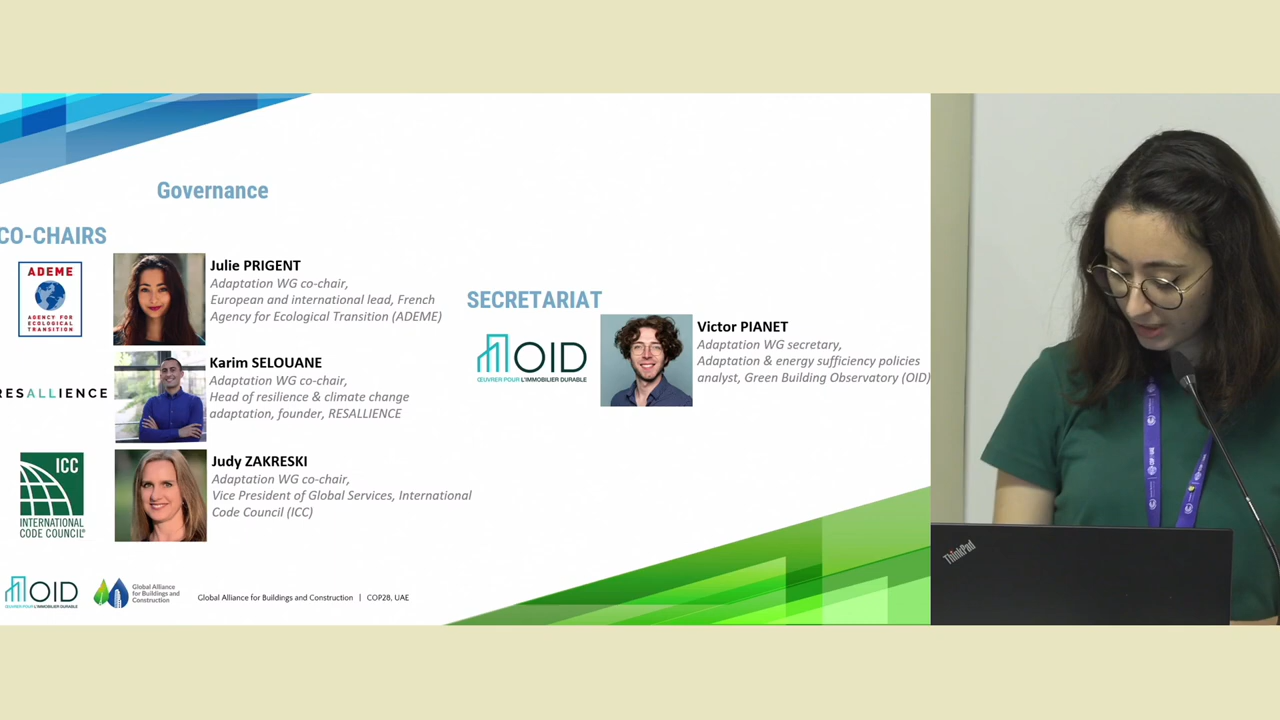 Governance
CO-CHAIRS
ADEME
AGENCY FOR
ECOLOGICAL
TRANSITION
Julie PRIGENT
Adaptation WG co-chair,
European and international lead, French
Agency for Ecological Transition (ADEME)
RESALLIENCE
Karim SELOUANE
Adaptation WG co-chair,
Head of resilience & climate change
adaptation, founder, RESALLIENCE
ICC
INTERNATIONAL
CODE COUNCIL®
Judy ZAKRESKI
Adaptation WG co-chair,
Vice President of Global Services, International
Code Council (ICC)
SECRETARIAT
OID
ŒUVRER POUR L'IMMOBILIER DURABLE
Victor PIANET
Adaptation WG secretary,
Adaptation & energy sufficiency policies
analyst, Green Building Observatory (OID)
OID
ŒUVRER POUR L'IMMOBILIER DURABLE
Global Alliance
for Buildings and
Construction
Global Alliance for Buildings and Construction | COP28, UAE
ThinkPad